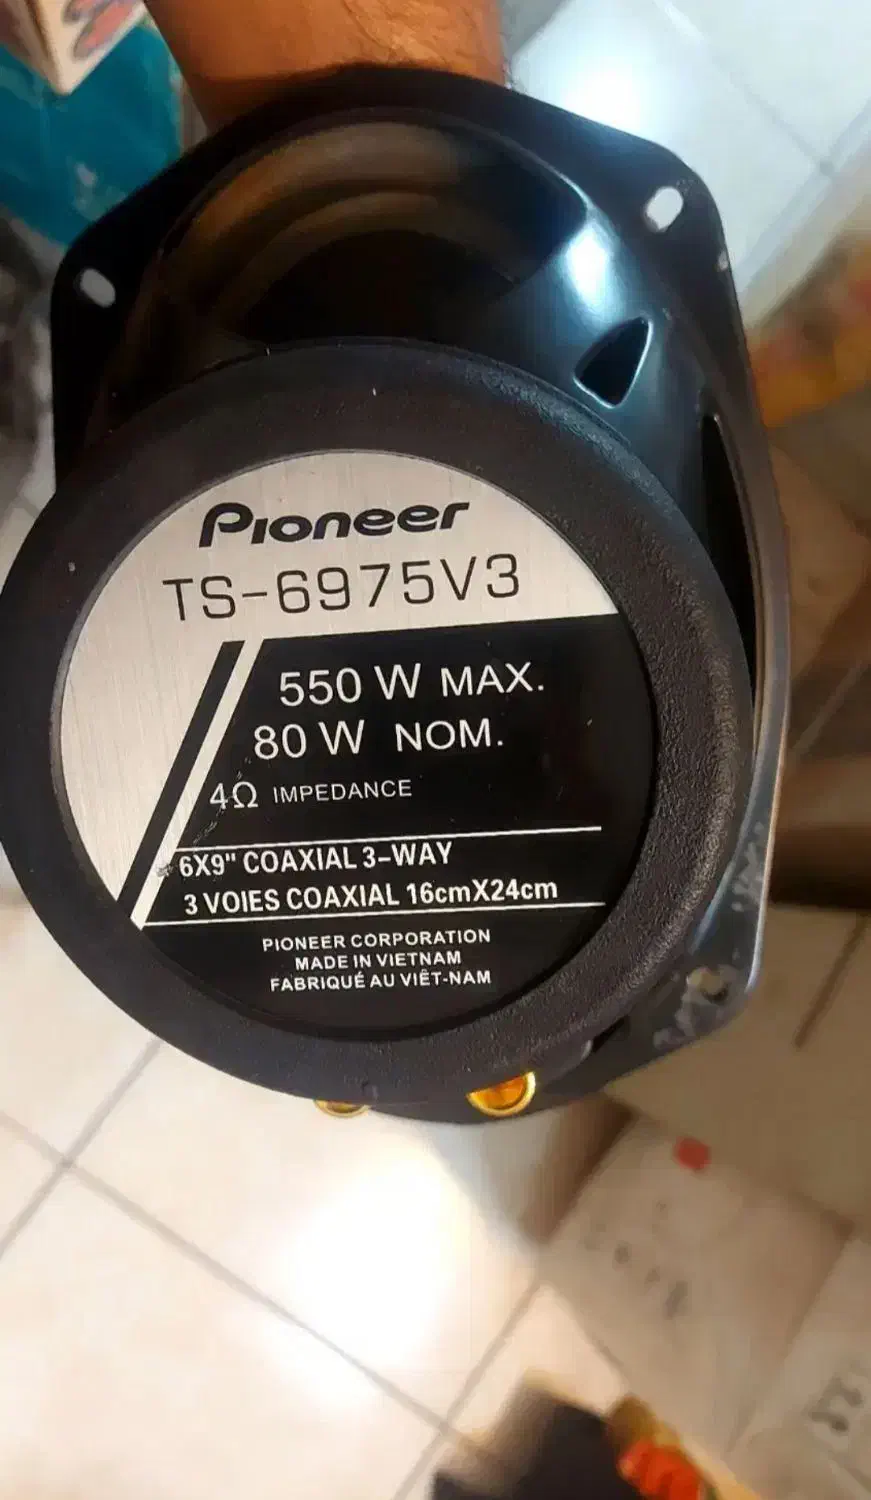 Pioneer
TS-6975V3
550 W MAX.
80 W NOM.
4Ω IMPEDANCE
6X9" COAXIAL 3-WAY
3 VOIES COAXIAL 16cmX24cm
PIONEER CORPORATION
MADE IN VIETNAM
FABRIQUÉ AU VIÊT-NAM